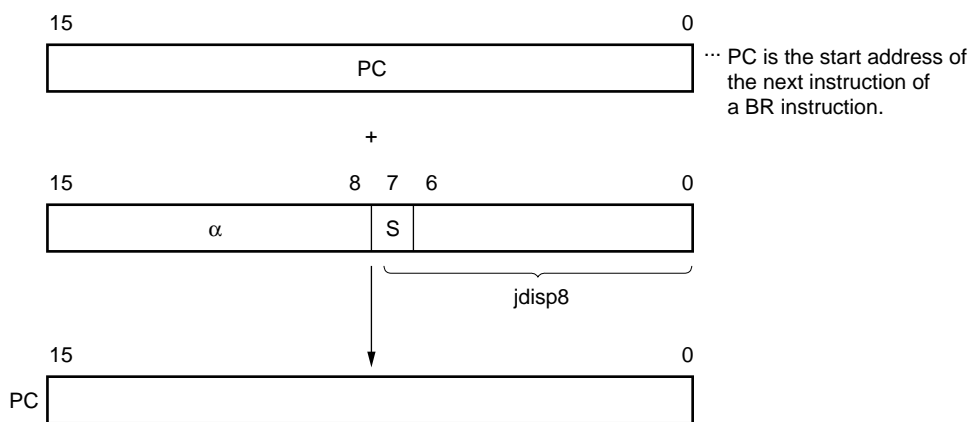 15 0
PC
... PC is the start address of
the next instruction of
a BR instruction.
+
15 8 7 6 0
α S
jdisp8
15 0
PC